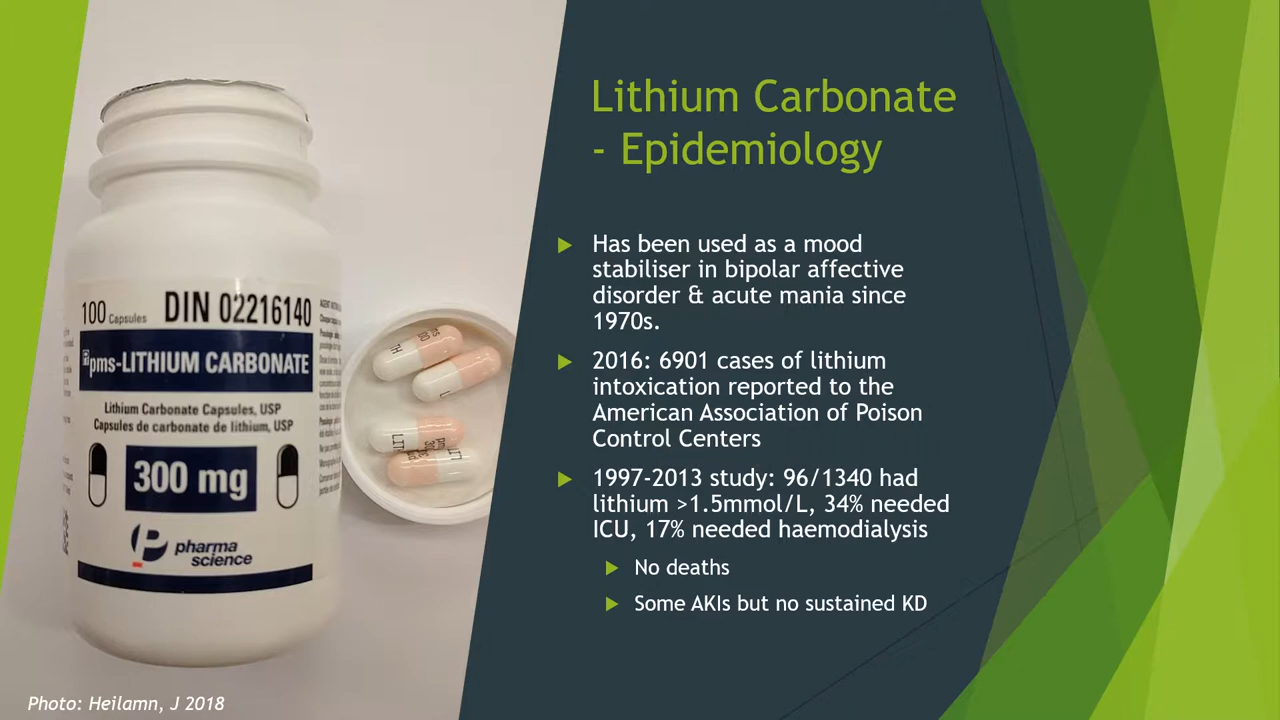 Lithium Carbonate
- Epidemiology
Has been used as a mood
stabiliser in bipolar affective
disorder & acute mania since
1970s.
2016: 6901 cases of lithium
intoxication reported to the
American Association of Poison
Control Centers
1997-2013 study: 96/1340 had
lithium >1.5mmol/L, 34% needed
ICU, 17% needed haemodialysis
No deaths
Some AKIs but no sustained KD
100 Capsules DIN 02216140
pms-LITHIUM CARBONATE
Lithium Carbonate Capsules, USP
Capsules de carbonate de lithium, USP
300 mg
pharma
science
Photo: Heilamn, J 2018